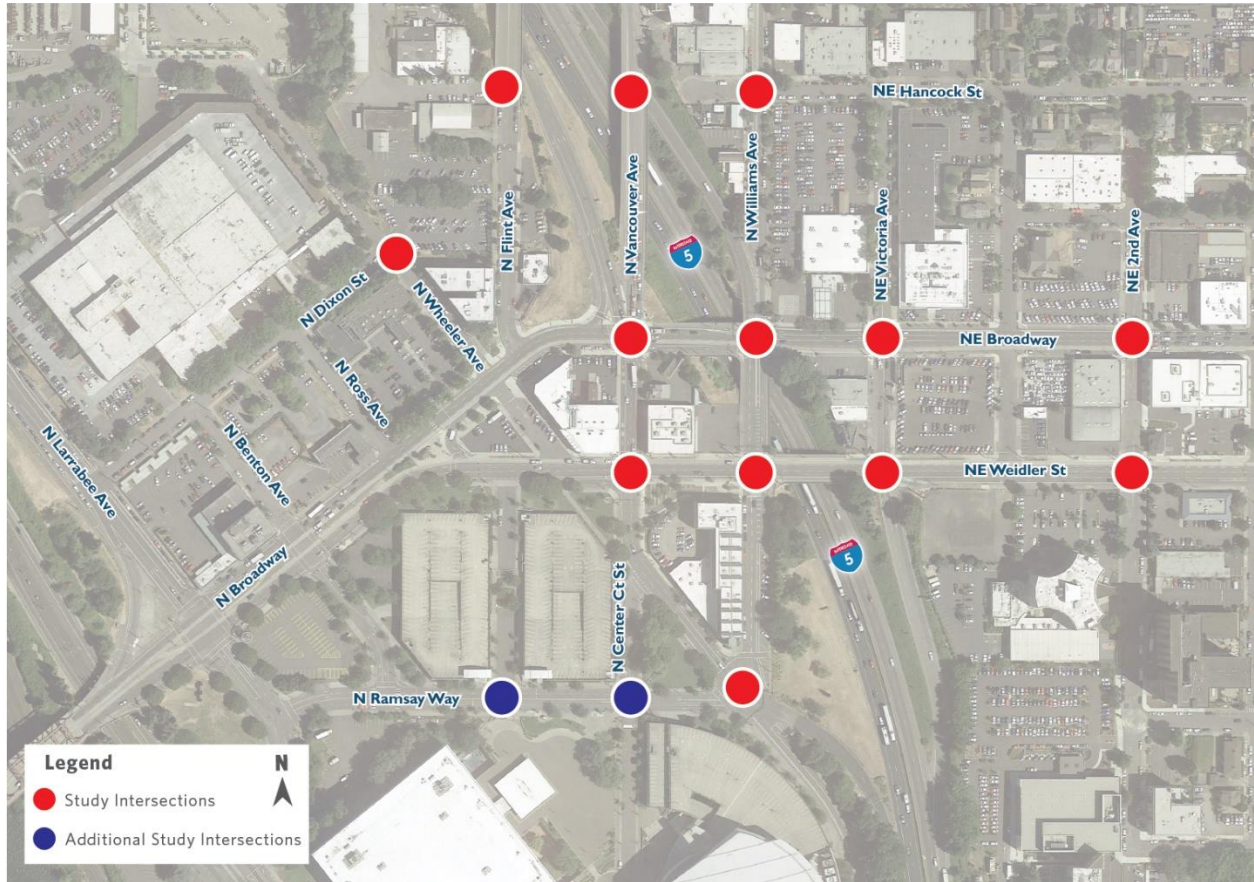 NE Hancock St
N Flint Ave
N Vancouver Ave
N Williams Ave
NE Victoria Ave
NE 2nd Ave
5
N Dixon St
N Wheeler Ave
NE Broadway
N Ross Ave
N Benton Ave
N Larrabee Ave
NE Weidler St
5
N Broadway
N Center Ct St
N Ramsay Way
Legend
N
Study Intersections
Additional Study Intersections